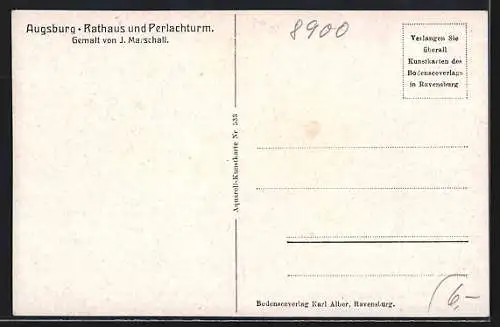 Augsburg • Rathaus und Perlachturm.
Gemalt von J. Marschall.
8900
Verlangen Sie
überall
Kunstkarten des
Bodenseeverlags
in Ravensburg
Aquarell-Kunstkarte Nr. 535
Bodenseeverlag Karl Alber, Ravensburg.
6,-